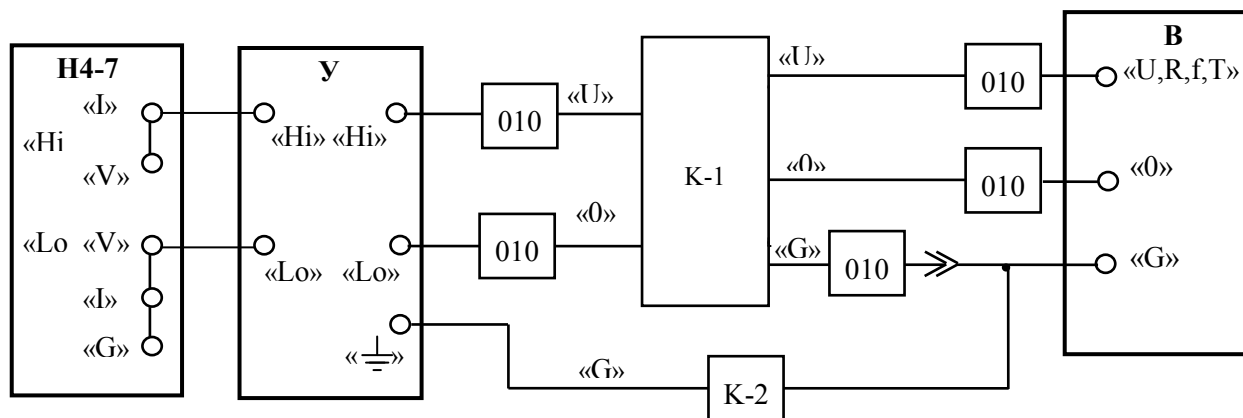 Н4-7
«I»
«Hi
«V»
«Lo
«V»
«I»
«G»
У
«Hi»
«Hi»
«Lo»
«Lo»
«⏚»
010
«U»
010
«0»
K-1
«U»
010
«0»
010
«G»
010
«G»
K-2
В
«U,R,f,T»
«0»
«G»